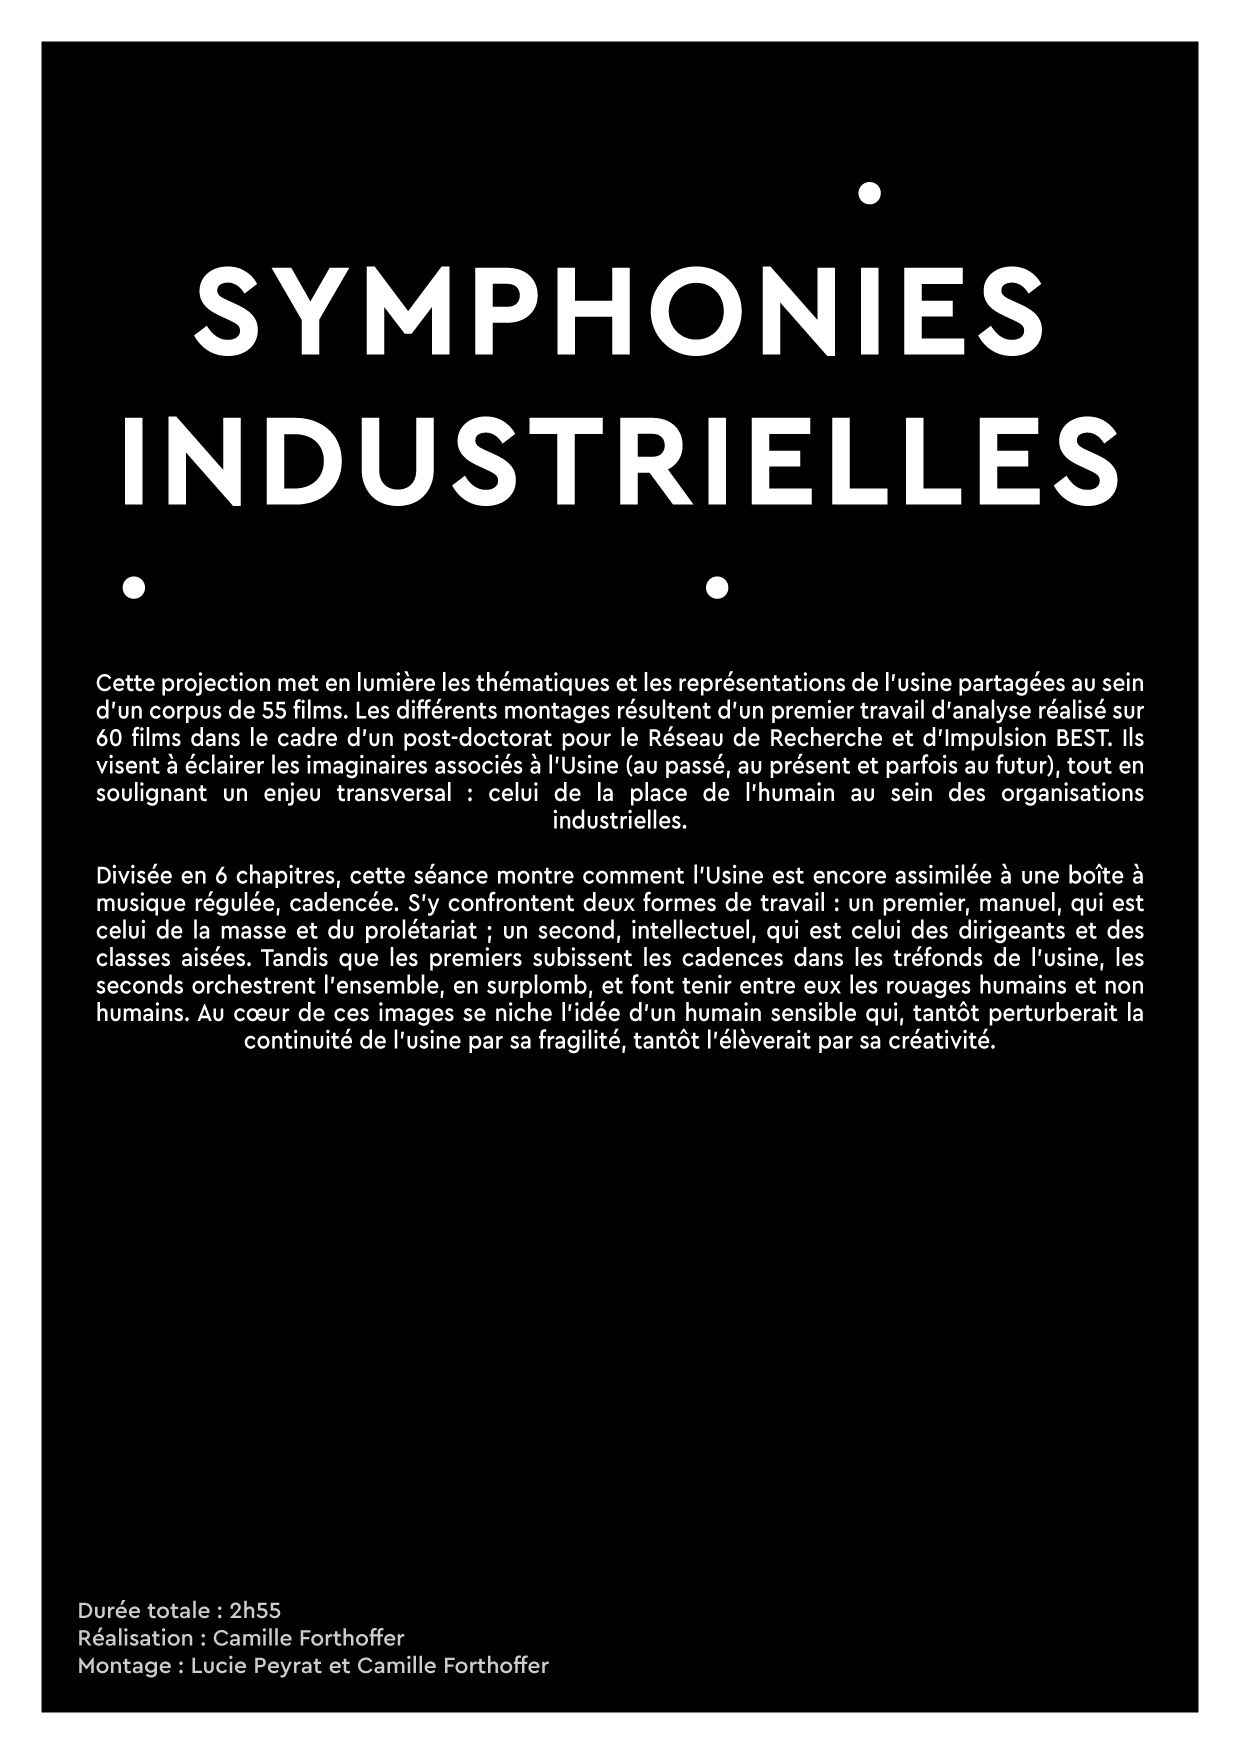 SYMPHONIES
INDUSTRIELLES
Cette projection met en lumière les thématiques et les représentations de l'usine partagées au sein
d'un corpus de 55 films. Les différents montages résultent d'un premier travail d'analyse réalisé sur
60 films dans le cadre d'un post-doctorat pour le Réseau de Recherche et d'Impulsion BEST. Ils
visent à éclairer les imaginaires associés à l'Usine (au passé, au présent et parfois au futur), tout en
soulignant un enjeu transversal : celui de la place de l'humain au sein des organisations
industrielles.
Divisée en 6 chapitres, cette séance montre comment l'Usine est encore assimilée à une boîte à
musique régulée, cadencée. S'y confrontent deux formes de travail : un premier, manuel, qui est
celui de la masse et du prolétariat ; un second, intellectuel, qui est celui des dirigeants et des
classes aisées. Tandis que les premiers subissent les cadences dans les tréfonds de l'usine, les
seconds orchestrent l'ensemble, en surplomb, et font tenir entre eux les rouages humains et non
humains. Au cœur de ces images se niche l'idée d'un humain sensible qui, tantôt perturberait la
continuité de l'usine par sa fragilité, tantôt l'élèverait par sa créativité.
Durée totale : 2h55
Réalisation : Camille Forthoffer
Montage : Lucie Peyrat et Camille Forthoffer